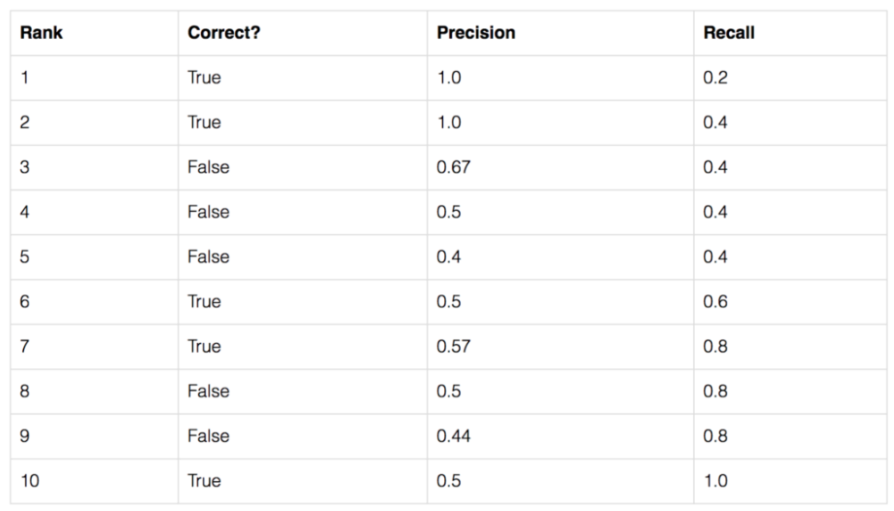 Rank Correct? Precision Recall
1 True 1.0 0.2
2 True 1.0 0.4
3 False 0.67 0.4
4 False 0.5 0.4
5 False 0.4 0.4
6 True 0.5 0.6
7 True 0.57 0.8
8 False 0.5 0.8
9 False 0.44 0.8
10 True 0.5 1.0